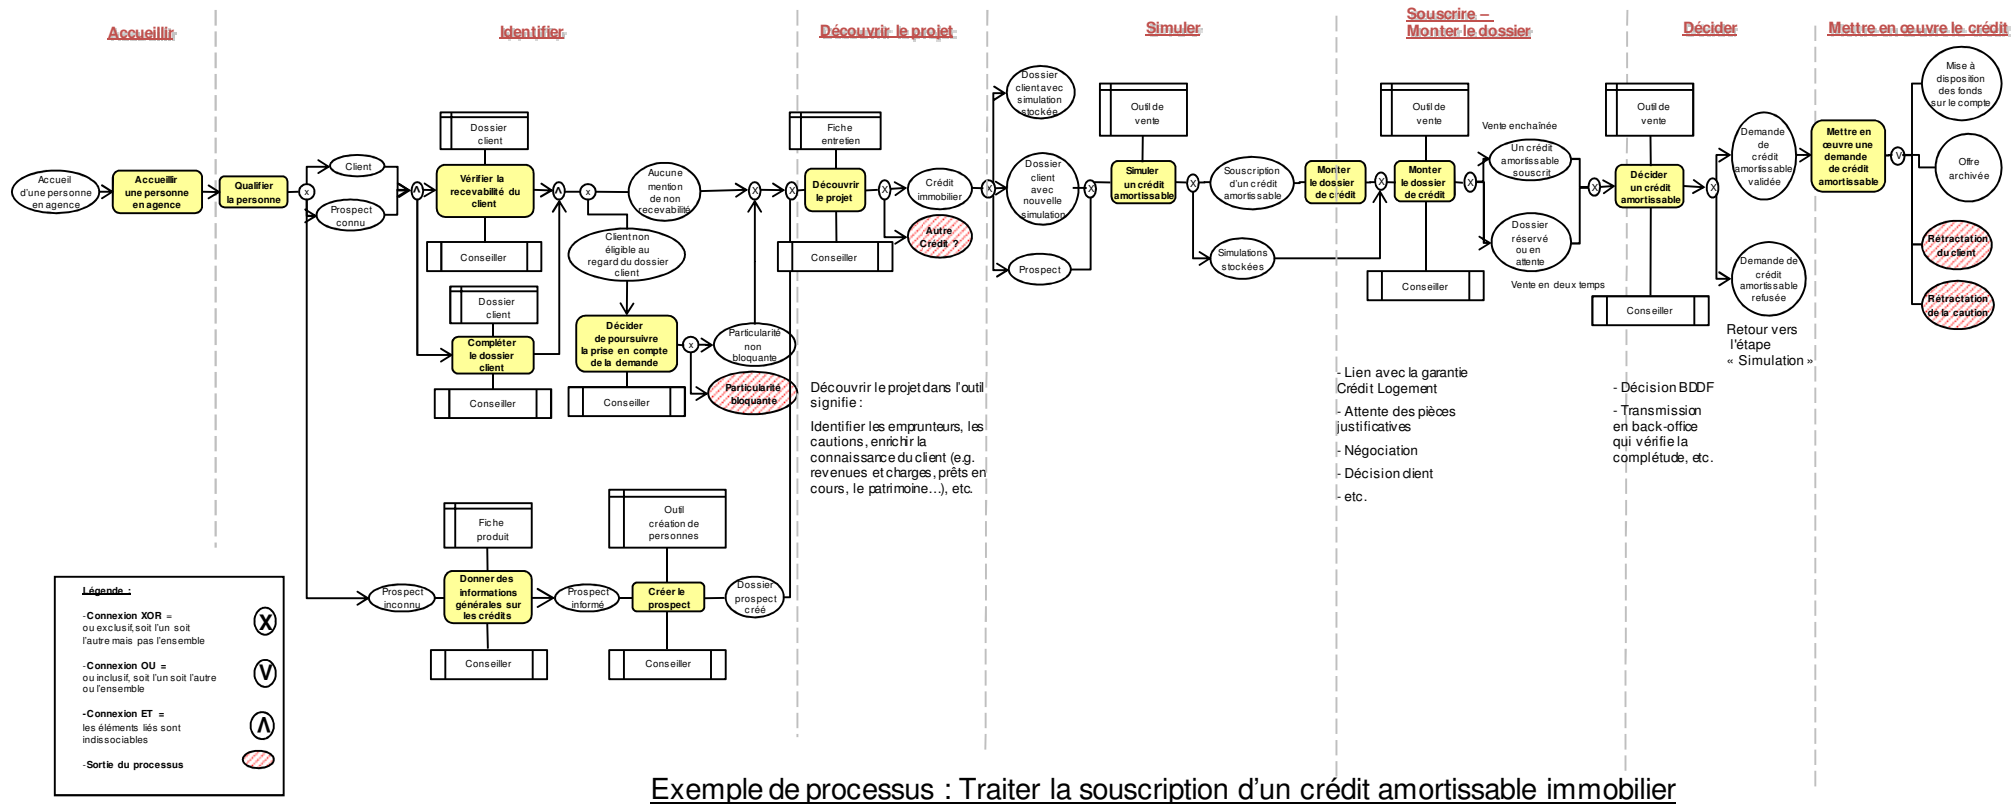 Accueillir
Identifier
Découvrir le projet
Simuler
Souscrire –
Monter le dossier
Décider
Mettre en œuvre le crédit
Accueil
d'une personne
en agence
Accueillir
une personne
en agence
Qualifier
la personne
x
Client
Prospect
connu
Λ
Dossier
client
Vérifier la
recevabilité du
client
Conseiller
Dossier
client
Compléter
le dossier
client
Conseiller
Λ
x
Aucune
mention
de non
recevabilité
Client non
éligible au
regard du dossier
client
Décider
de poursuivre
la prise en compte
de la demande
Conseiller
x
Particularité
non
bloquante
Particularité
bloquante
X
X
Prospect
inconnu
Fiche
produit
Donner des
informations
générales sur
les crédits
Conseiller
Prospect
informé
Outil
création de
personnes
Créer le
prospect
Conseiller
Dossier
prospect
créé
Fiche
entretien
Découvrir
le projet
Conseiller
X
Crédit
immobilier
Autre
Crédit ?
Découvrir le projet dans l'outil
signifie :
Identifier les emprunteurs, les
cautions, enrichir la
connaissance du client (e.g.
revenues et charges, prêts en
cours, le patrimoine…), etc.
X
Dossier
client avec
simulation
stockée
Dossier
client
avec
nouvelle
simulation
Prospect
X
Outil de
vente
Simuler
un crédit
amortissable
X
Souscription
d'un crédit
amortissable
Simulations
stockées
Monter
le dossier
de crédit
X
Outil de
vente
Monter
le dossier
de crédit
Conseiller
X
Vente enchaînée
Un crédit
amortissable
souscrit
Dossier
réservé
ou en
attente
Vente en deux temps
- Lien avec la garantie
Crédit Logement
- Attente des pièces
justificatives
- Négociation
- Décision client
- etc.
X
Outil de
vente
Décider
un crédit
amortissable
Conseiller
- Décision BDDF
- Transmission
en back-office
qui vérifie la
complétude, etc.
X
Demande
de
crédit
amortissable
validée
Demande de
crédit
amortissable
refusée
Retour vers
l'étape
« Simulation »
Mettre en
œuvre une
demande
de crédit
amortissable
V
Mise à
disposition
des fonds
sur le compte
Offre
archivée
Rétractation
du client
Rétractation
de la caution
Légende :
-Connexion XOR =
ou exclusif, soit l'un soit
l'autre mais pas l'ensemble
X
-Connexion OU =
ou inclusif, soit l'un soit l'autre
ou l'ensemble
V
-Connexion ET =
les éléments liés sont
indissociables
Λ
-Sortie du processus
Exemple de processus : Traiter la souscription d'un crédit amortissable immobilier